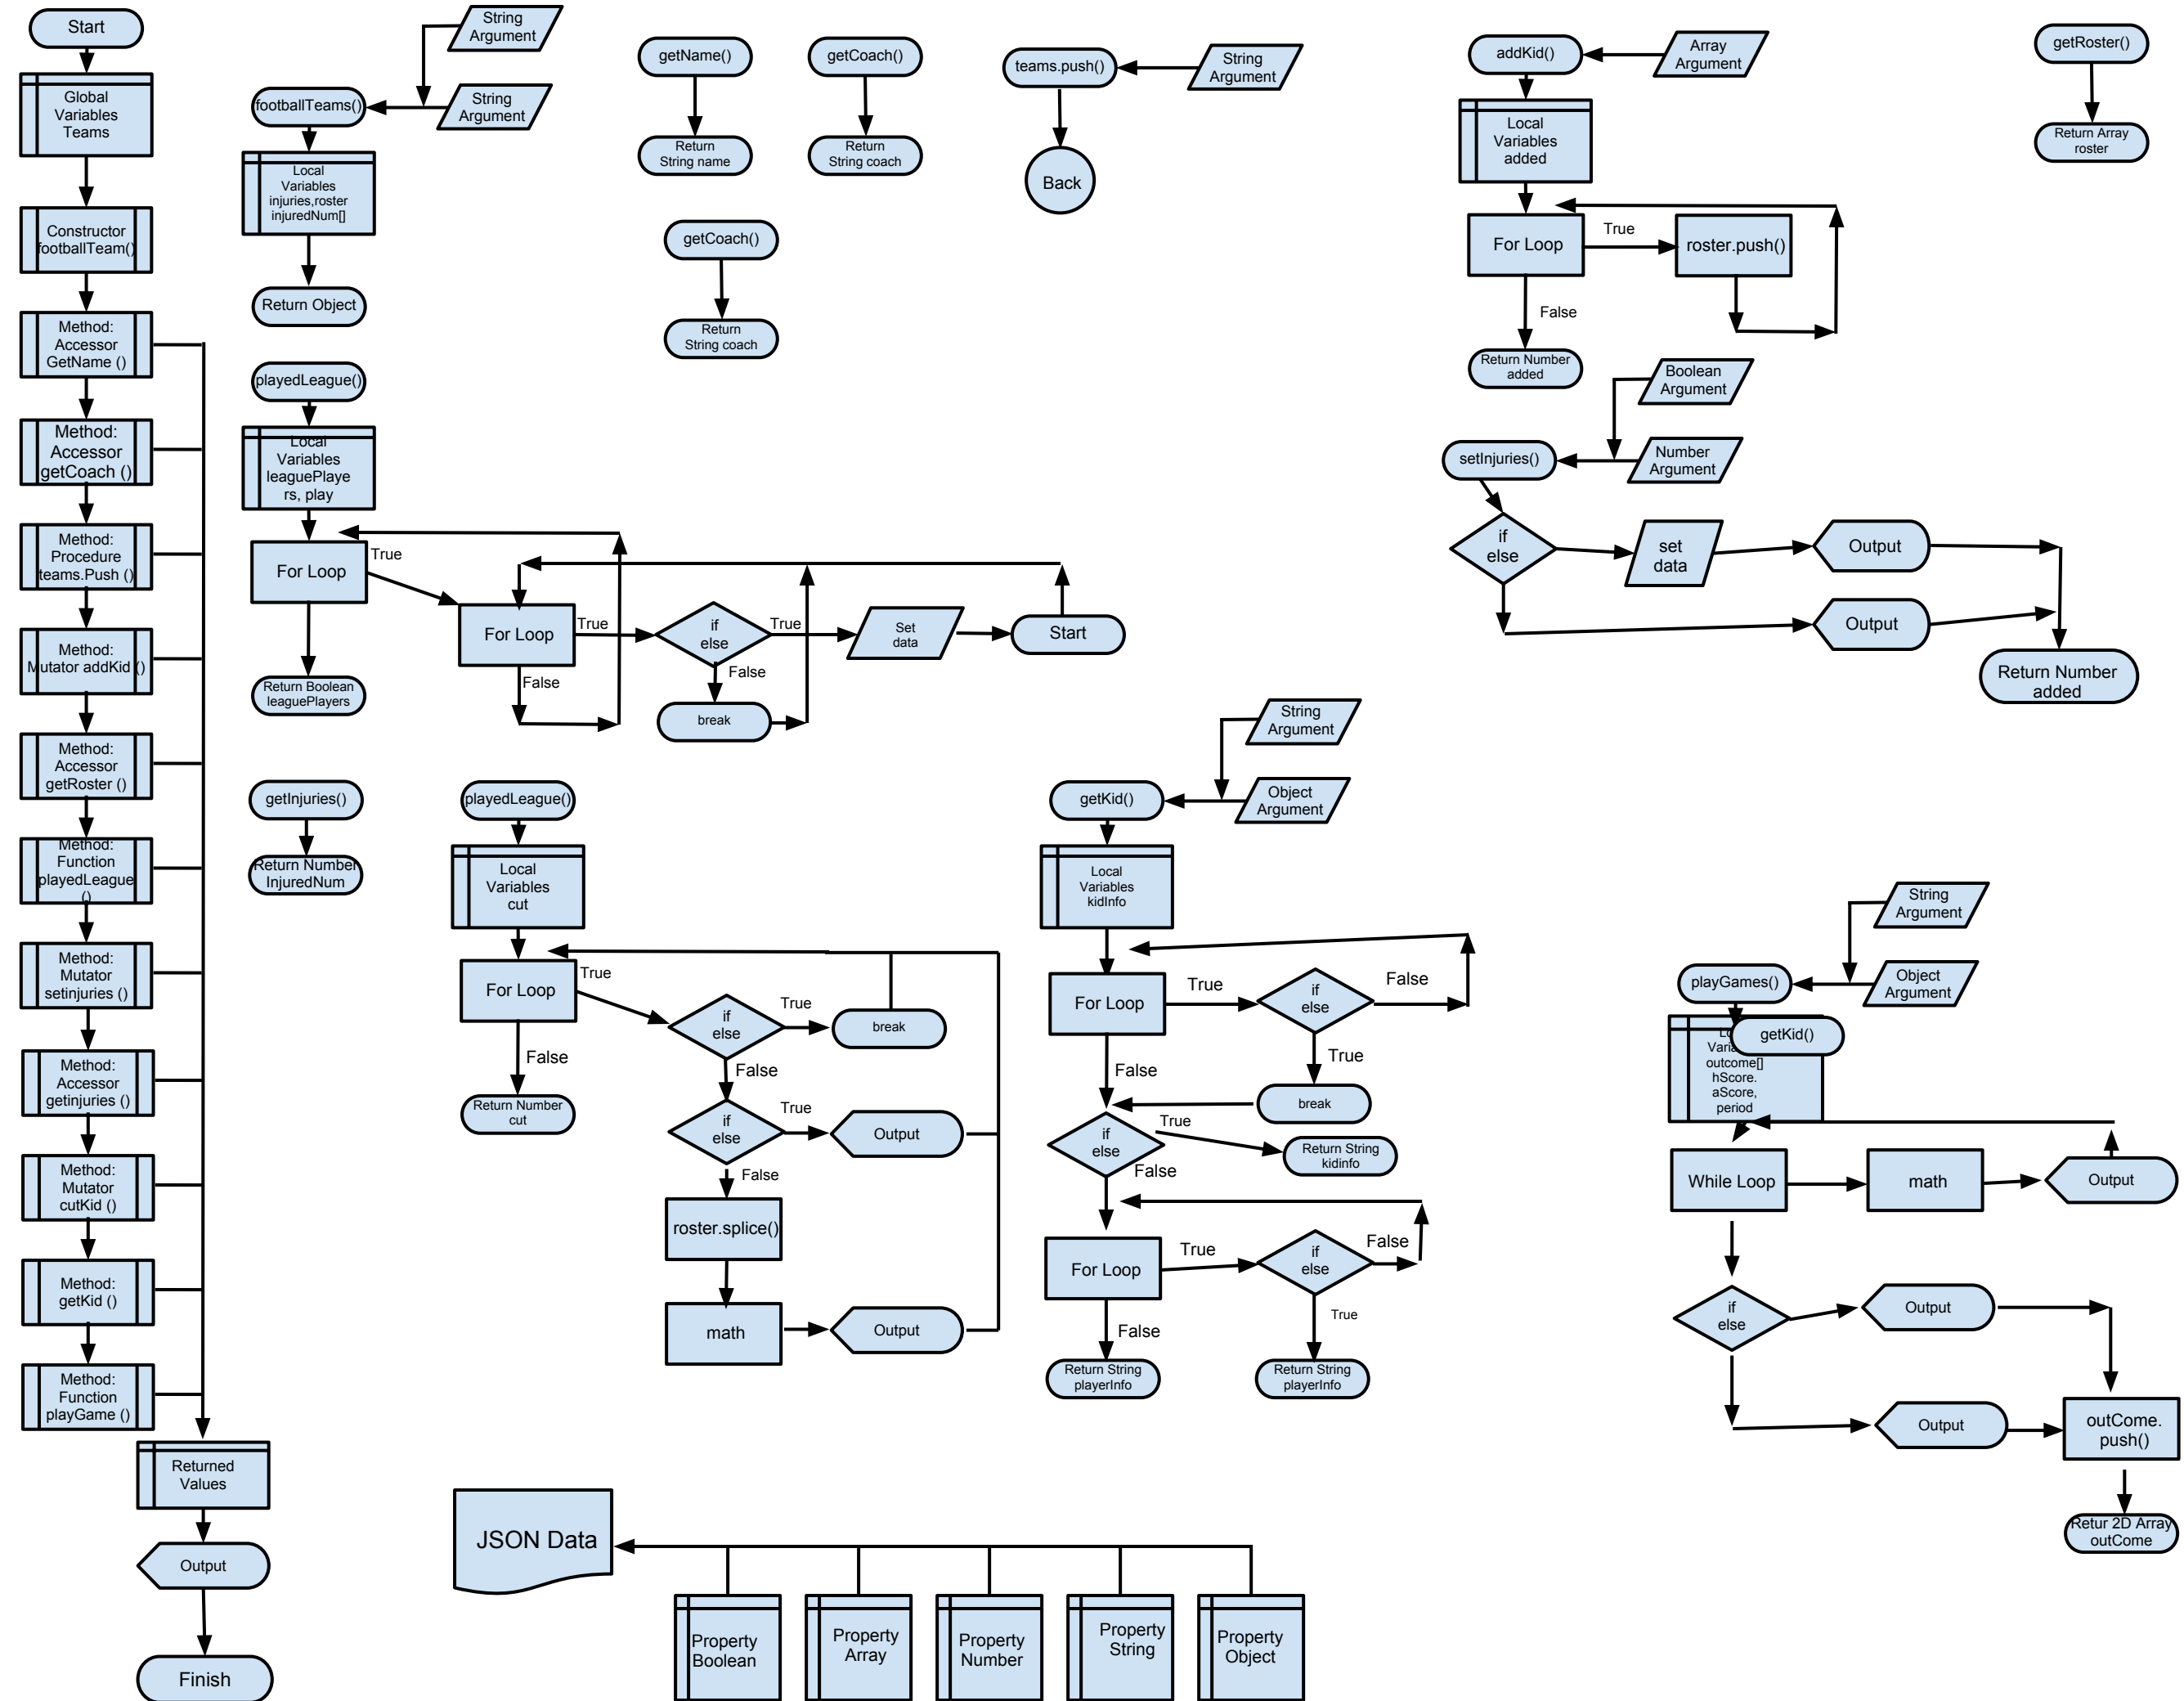 Start
Global
Variables
Teams
Constructor
footballTeam()
Method:
Accessor
GetName ()
Method:
Accessor
getCoach ()
Method:
Procedure
teams.Push ()
Method:
Mutator addKid ()
Method:
Accessor
getRoster ()
Method:
Function
playedLeague
()
Method:
Mutator
setinjuries ()
Method:
Accessor
getinjuries ()
Method:
Mutator
cutKid ()
Method:
getKid ()
Method:
Function
playGame ()
Returned
Values
Output
Finish
String
Argument
String
Argument
footballTeams()
Local
Variables
injuries,roster
injuredNum[]
Return Object
getName()
Return
String name
getCoach()
Return
String coach
getCoach()
Return
String coach
String
Argument
teams.push()
Back
Array
Argument
addKid()
Local
Variables
added
For Loop
True
roster.push()
False
Return Number
added
getRoster()
Return Array
roster
playedLeague()
Local
Variables
leaguePlaye
rs, play
For Loop
True
Return Boolean
leaguePlayers
For Loop
True
False
if
else
True
False
break
Set
data
Start
Boolean
Argument
Number
Argument
setInjuries()
if
else
set
data
Output
Output
Return Number
added
getInjuries()
Return Number
InjuredNum
playedLeague()
Local
Variables
cut
For Loop
True
False
Return Number
cut
if
else
True
break
False
if
else
True
Output
False
roster.splice()
math
Output
String
Argument
Object
Argument
getKid()
Local
Variables
kidInfo
For Loop
True
if
else
False
True
break
False
if
else
True
Return String
kidinfo
False
For Loop
True
if
else
False
True
Return String
playerInfo
False
Return String
playerInfo
String
Argument
Object
Argument
playGames()
getKid()
outcome[]
hScore.
aScore,
period
While Loop
math
Output
if
else
Output
Output
outCome.
push()
Retur 2D Array
outCome
JSON Data
Property
Boolean
Property
Array
Property
Number
Property
String
Property
Object